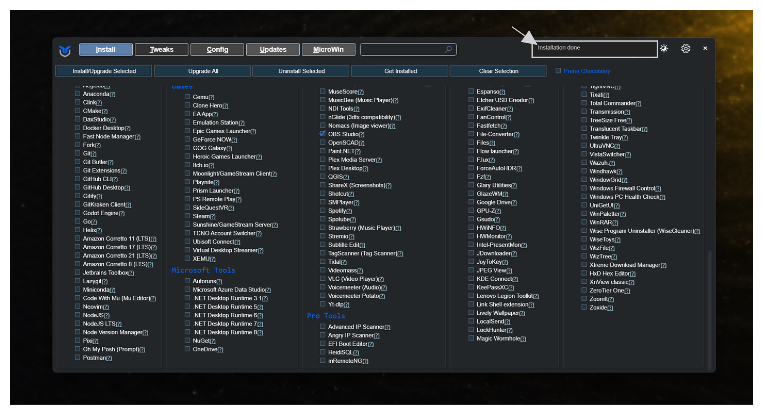 Install
Tweaks
Config
Updates
MicroWin
Installation done
Install/Upgrade Selected
Upgrade All
Uninstall Selected
Get Installed
Clear Selection
Prefer Chocolatey
Anaconda[?]
Clink[?]
CMake[?]
DaxStudio[?]
Docker Desktop[?]
Fast Node Manager[?]
Fork[?]
Git[?]
Git Butler[?]
Git Extensions[?]
GitHub CLI[?]
GitHub Desktop[?]
Gitify[?]
GitKraken Client[?]
Godot Engine[?]
Go[?]
Helix[?]
Amazon Corretto 11 (LTS)[?]
Amazon Corretto 17 (LTS)[?]
Amazon Corretto 21 (LTS)[?]
Amazon Corretto 8 (LTS)[?]
Jetbrains Toolbox[?]
Lazygit[?]
Miniconda[?]
Code With Mu (Mu Editor)[?]
Neovim[?]
NodeJS[?]
NodeJS LTS[?]
Node Version Manager[?]
Pixi[?]
Oh My Posh (Prompt)[?]
Postman[?]
Games
Cemu[?]
Clone Hero[?]
EA App[?]
Emulation Station[?]
Epic Games Launcher[?]
GeForce NOW[?]
GOG Galaxy[?]
Heroic Games Launcher[?]
Itch.io[?]
Moonlight/GameStream Client[?]
Playnite[?]
Prism Launcher[?]
PS Remote Play[?]
SideQuestVR[?]
Steam[?]
Sunshine/GameStream Server[?]
TCNO Account Switcher[?]
Ubisoft Connect[?]
Virtual Desktop Streamer[?]
XEMU[?]
Microsoft Tools
Autoruns[?]
Microsoft Azure Data Studio[?]
.NET Desktop Runtime 3.1[?]
.NET Desktop Runtime 5[?]
.NET Desktop Runtime 6[?]
.NET Desktop Runtime 7[?]
.NET Desktop Runtime 8[?]
NuGet[?]
OneDrive[?]
MuseScore[?]
MusicBee (Music Player)[?]
NDI Tools[?]
nGlide (3dfx compatibility)[?]
Nomacs (Image viewer)[?]
OBS Studio[?]
OpenSCAD[?]
Paint.NET[?]
Plex Media Server[?]
Plex Desktop[?]
QGIS[?]
ShareX (Screenshots)[?]
Shotcut[?]
SMPlayer[?]
Spotify[?]
Spotube[?]
Strawberry (Music Player)[?]
Stremio[?]
Subtitle Edit[?]
TagScanner (Tag Scanner)[?]
Tidal[?]
Videomass[?]
VLC (Video Player)[?]
Voicemeeter (Audio)[?]
Voicemeeter Potato[?]
Yt-dlp[?]
Pro Tools
Advanced IP Scanner[?]
Angry IP Scanner[?]
EFI Boot Editor[?]
HeidiSQL[?]
mRemoteNG[?]
Espanso[?]
Etcher USB Creator[?]
ExifCleaner[?]
FanControl[?]
Fastfetch[?]
File-Converter[?]
Files[?]
Flow launcher[?]
F.lux[?]
ForceAutoHDR[?]
Fzf[?]
Glary Utilities[?]
GlazeWM[?]
Google Drive[?]
GPU-Z[?]
Gsudo[?]
HWiNFO[?]
HWMonitor[?]
Intel-PresentMon[?]
JDownloader[?]
JoyToKey[?]
JPEG View[?]
KDE Connect[?]
KeePassXC[?]
Lenovo Legion Toolkit[?]
Link Shell extension[?]
Lively Wallpaper[?]
LocalSend[?]
LockHunter[?]
Magic Wormhole[?]
Tixati[?]
Total Commander[?]
Transmission[?]
TreeSize Free[?]
Translucent Taskbar[?]
Twinkle Tray[?]
UltraVNC[?]
VistaSwitcher[?]
Wazuh.[?]
Windhawk[?]
WindowGrid[?]
Windows Firewall Control[?]
Windows PC Health Check[?]
UniGetUI[?]
WinPaletter[?]
WinRAR[?]
Wise Program Uninstaller (WiseCleaner)[?]
WiseToys[?]
WizFile[?]
WizTree[?]
Xtreme Download Manager[?]
HxD Hex Editor[?]
XnView classic[?]
ZeroTier One[?]
ZoomIt[?]
Zoxide[?]